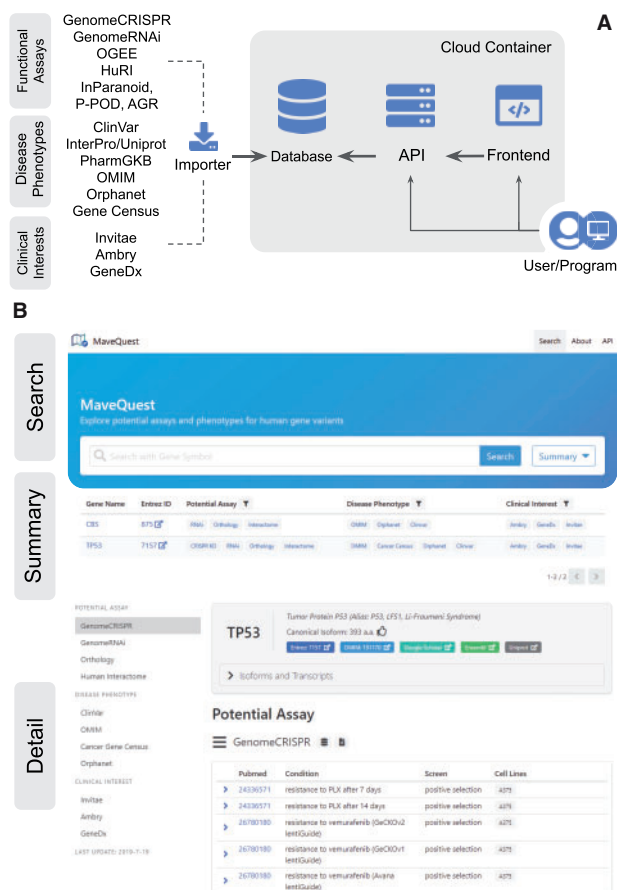 A
Functional
Assays
GenomeCRISPR
GenomeRNAi
OGEE
HuRI
InParanoid,
P-POD, AGR
Disease
Phenotypes
ClinVar
InterPro/Uniprot
PharmGKB
OMIM
Orphanet
Gene Census
Clinical
Interests
Invitae
Ambry
GeneDx
Importer
Cloud Container
Database
API
Frontend
User/Program
B
Search
MaveQuest
Search About API
MaveQuest
Explore potential assays and phenotypes for human gene variants
Search with Gene Symbol
Search
Summary
Summary
Gene Name Entrez ID Potential Assay Disease Phenotype Clinical Interest
CBS 875 RNAi Orthology Interactome OMIM Orphanet Clinvar Ambry GeneDx Invitae
TP53 7157 CRISPR KO RNAi Orthology Interactome OMIM Cancer Census Orphanet Clinvar Ambry GeneDx Invitae
1-2 / 2
Detail
POTENTIAL ASSAY
GenomeCRISPR
GenomeRNAi
Orthology
Human Interactome
DISEASE PHENOTYPE
ClinVar
OMIM
Cancer Gene Census
Orphanet
CLINICAL INTEREST
Invitae
Ambry
GeneDx
LAST UPDATE: 2019-7-19
TP53
Tumor Protein P53 (Alias: P53, LFS1, Li-Fraumeni Syndrome)
Canonical Isoform: 393 a.a.
Entrez 7157 OMIM 191170 Google Scholar Ensembl Uniprot
Isoforms and Transcripts
Potential Assay
GenomeCRISPR
Pubmed Condition Screen Cell Lines
24336571 resistance to PLX after 7 days positive selection A375
24336571 resistance to PLX after 14 days positive selection A375
26780180 resistance to vemurafenib (GeCKOv2 positive selection A375
lentiGuide)
26780180 resistance to vemurafenib (GeCKOv1 positive selection A375
lentiGuide)
26780180 resistance to vemurafenib (Avana positive selection A375
lentiGuide)